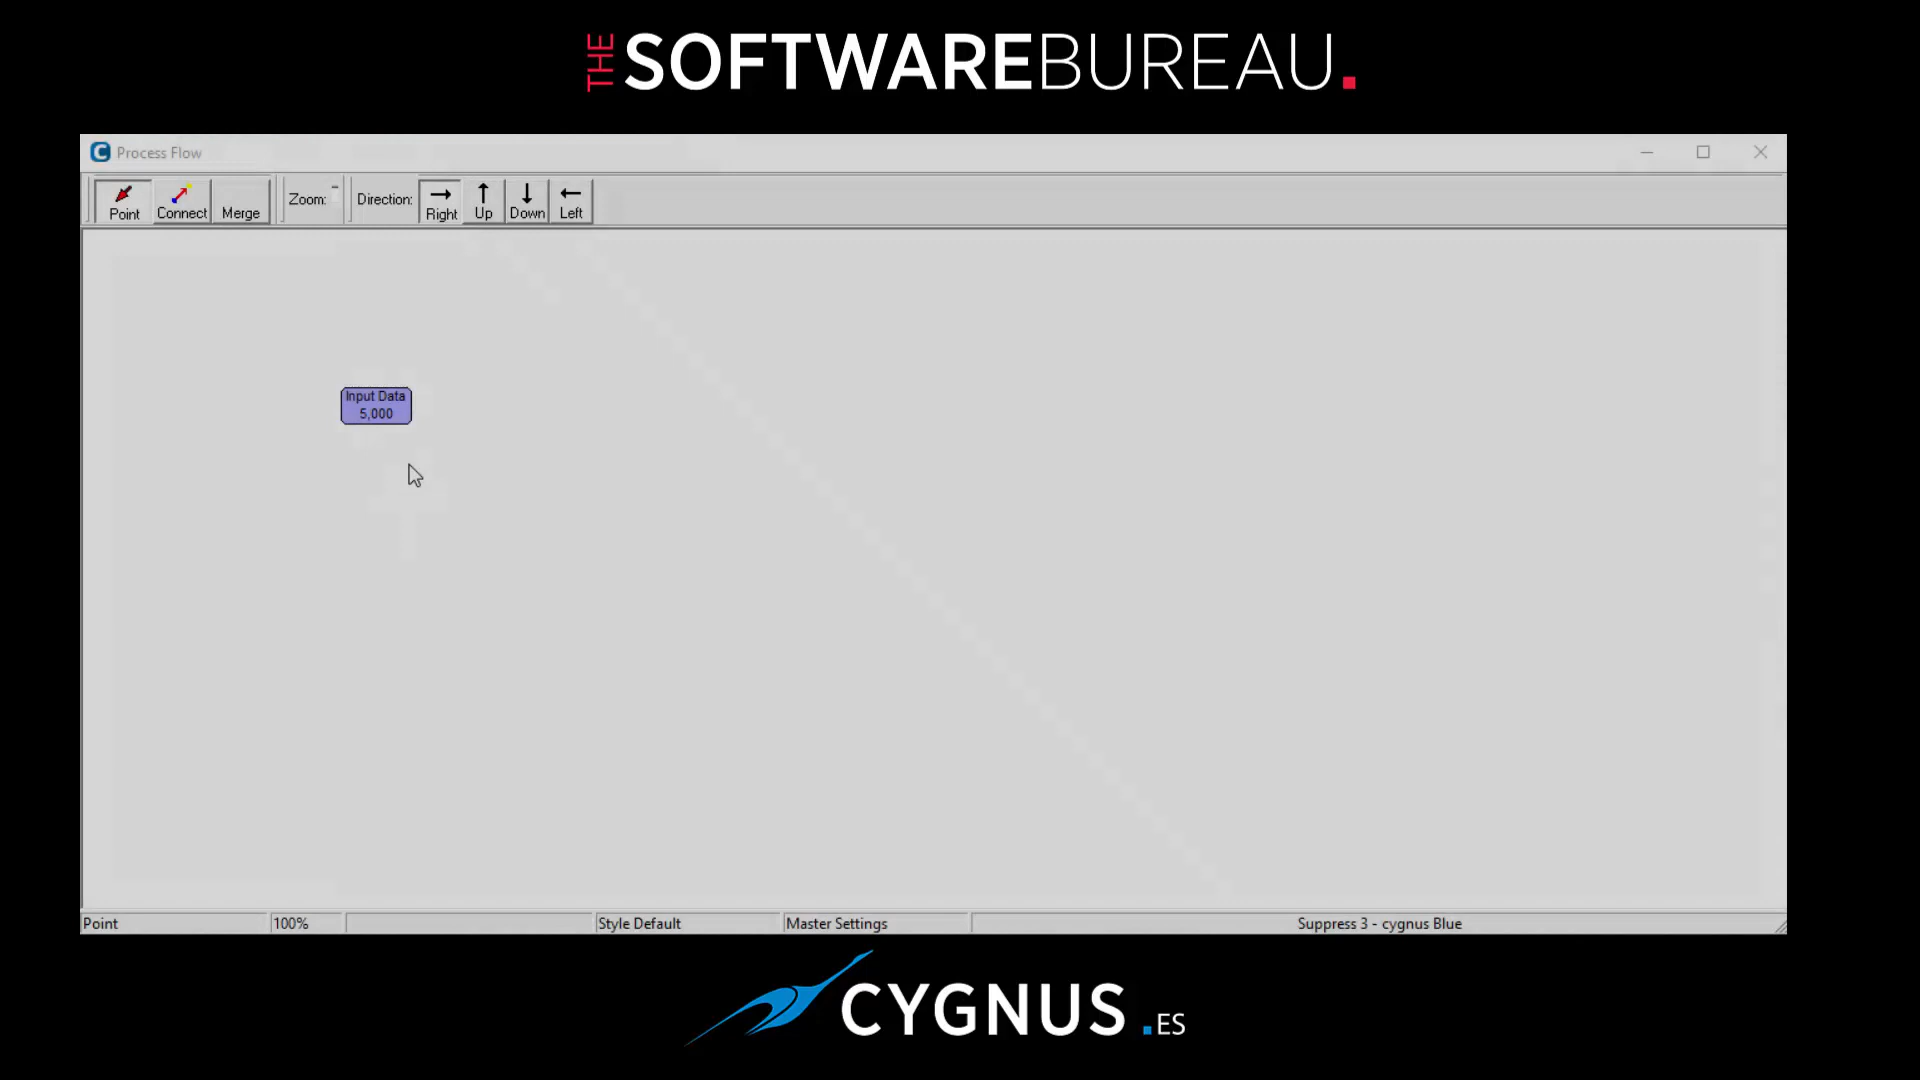 THE SOFTWAREBUREAU.
Process Flow
Point Connect Merge Zoom: Direction: Right Up Down Left
Input Data
5,000
Point 100% Style Default Master Settings Suppress 3 - cygnus Blue
CYGNUS .ES